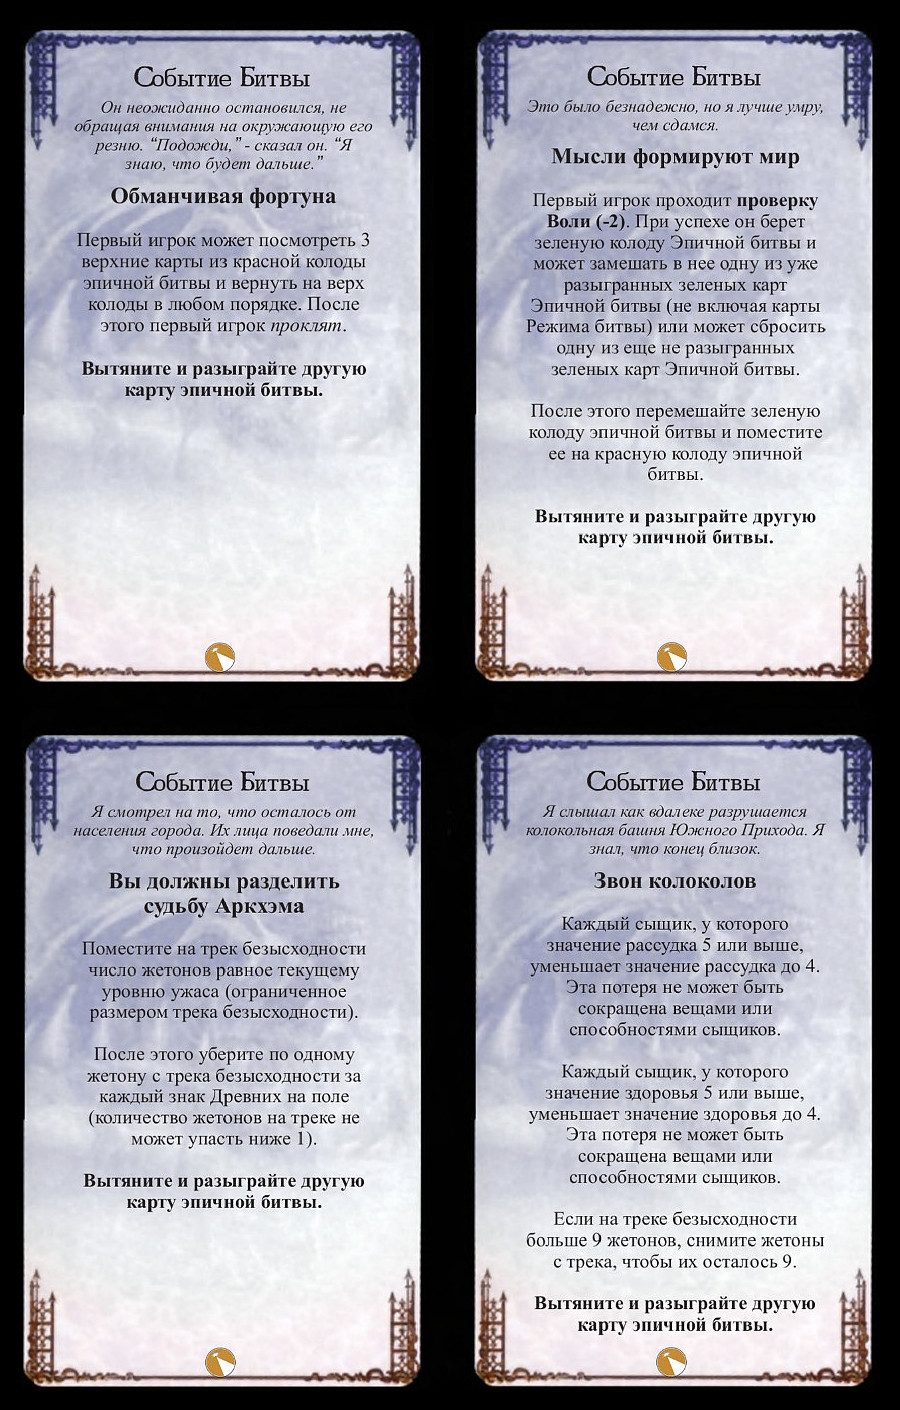 Событие Битвы
Он неожиданно остановился, не
обращая внимания на окружающую его
резню. “Подожди,” - сказал он. “Я
знаю, что будет дальше.”
Обманчивая фортуна
Первый игрок может посмотреть 3
верхние карты из красной колоды
эпичной битвы и вернуть на верх
колоды в любом порядке. После
этого первый игрок проклят.
Вытяните и разыграйте другую
карту эпичной битвы.
Событие Битвы
Это было безнадежно, но я лучше умру,
чем сдамся.
Мысли формируют мир
Первый игрок проходит проверку
Воли (-2). При успехе он берет
зеленую колоду Эпичной битвы и
может замешать в нее одну из уже
разыгранных зеленых карт
Эпичной битвы (не включая карты
Режима битвы) или может сбросить
одну из еще не разыгранных
зеленых карт Эпичной битвы.
После этого перемешайте зеленую
колоду эпичной битвы и поместите
ее на красную колоду эпичной
битвы.
Вытяните и разыграйте другую
карту эпичной битвы.
Событие Битвы
Я смотрел на то, что осталось от
населения города. Их лица поведали мне,
что произойдет дальше.
Вы должны разделить
судьбу Аркхэма
Поместите на трек безысходности
число жетонов равное текущему
уровню ужаса (ограниченное
размером трека безысходности).
После этого уберите по одному
жетону с трека безысходности за
каждый знак Древних на поле
(количество жетонов на треке не
может упасть ниже 1).
Вытяните и разыграйте другую
карту эпичной битвы.
Событие Битвы
Я слышал как вдалеке разрушается
колокольная башня Южного Прихода. Я
знал, что конец близок.
Звон колоколов
Каждый сыщик, у которого
значение рассудка 5 или выше,
уменьшает значение рассудка до 4.
Эта потеря не может быть
сокращена вещами или
способностями сыщиков.
Каждый сыщик, у которого
значение здоровья 5 или выше,
уменьшает значение здоровья до 4.
Эта потеря не может быть
сокращена вещами или
способностями сыщиков.
Если на треке безысходности
больше 9 жетонов, снимите жетоны
с трека, чтобы их осталось 9.
Вытяните и разыграйте другую
карту эпичной битвы.